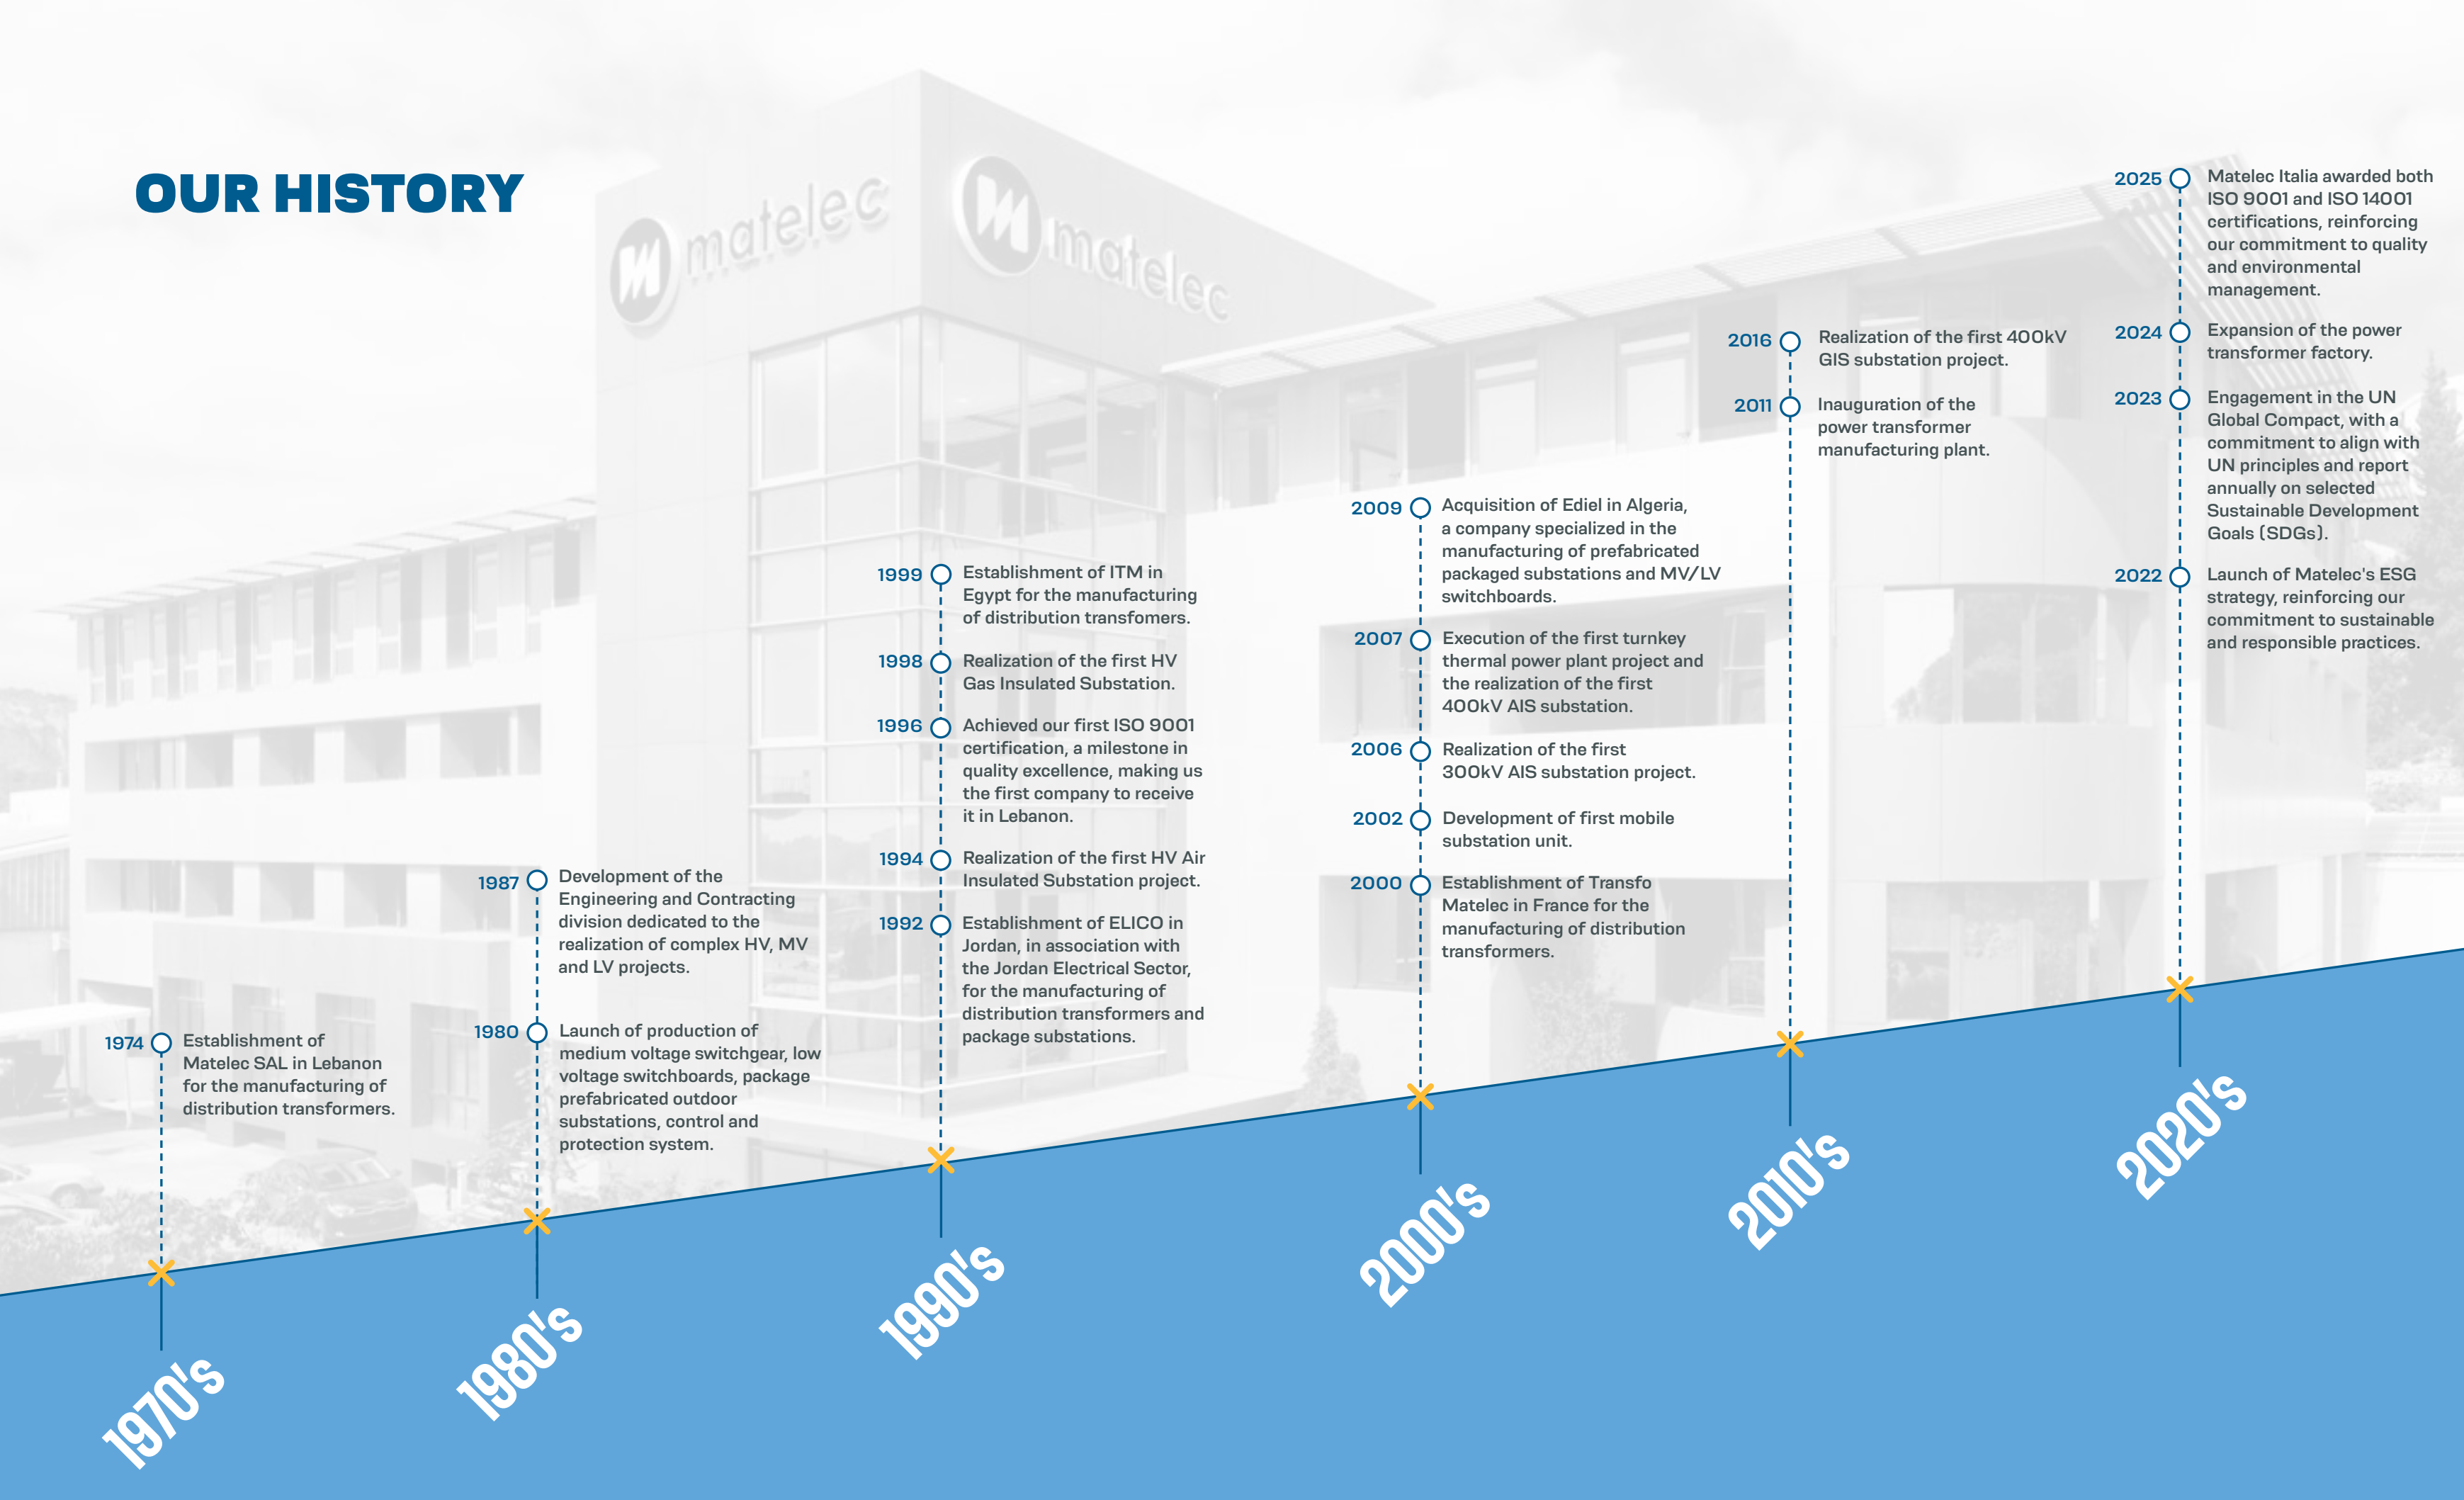 OUR HISTORY
matelec
matelec
1974
Establishment of
Matelec SAL in Lebanon
for the manufacturing of
distribution transformers.
1970's
1987
Development of the
Engineering and Contracting
division dedicated to the
realization of complex HV, MV
and LV projects.
1980
Launch of production of
medium voltage switchgear, low
voltage switchboards, package
prefabricated outdoor
substations, control and
protection system.
1980's
1999
Establishment of ITM in
Egypt for the manufacturing
of distribution transfomers.
1998
Realization of the first HV
Gas Insulated Substation.
1996
Achieved our first ISO 9001
certification, a milestone in
quality excellence, making us
the first company to receive
it in Lebanon.
1994
Realization of the first HV Air
Insulated Substation project.
1992
Establishment of ELICO in
Jordan, in association with
the Jordan Electrical Sector,
for the manufacturing of
distribution transformers and
package substations.
1990's
2009
Acquisition of Ediel in Algeria,
a company specialized in the
manufacturing of prefabricated
packaged substations and MV/LV
switchboards.
2007
Execution of the first turnkey
thermal power plant project and
the realization of the first
400kV AIS substation.
2006
Realization of the first
300kV AIS substation project.
2002
Development of first mobile
substation unit.
2000
Establishment of Transfo
Matelec in France for the
manufacturing of distribution
transformers.
2000's
2016
Realization of the first 400kV
GIS substation project.
2011
Inauguration of the
power transformer
manufacturing plant.
2010's
2025
Matelec Italia awarded both
ISO 9001 and ISO 14001
certifications, reinforcing
our commitment to quality
and environmental
management.
2024
Expansion of the power
transformer factory.
2023
Engagement in the UN
Global Compact, with a
commitment to align with
UN principles and report
annually on selected
Sustainable Development
Goals (SDGs).
2022
Launch of Matelec's ESG
strategy, reinforcing our
commitment to sustainable
and responsible practices.
2020's